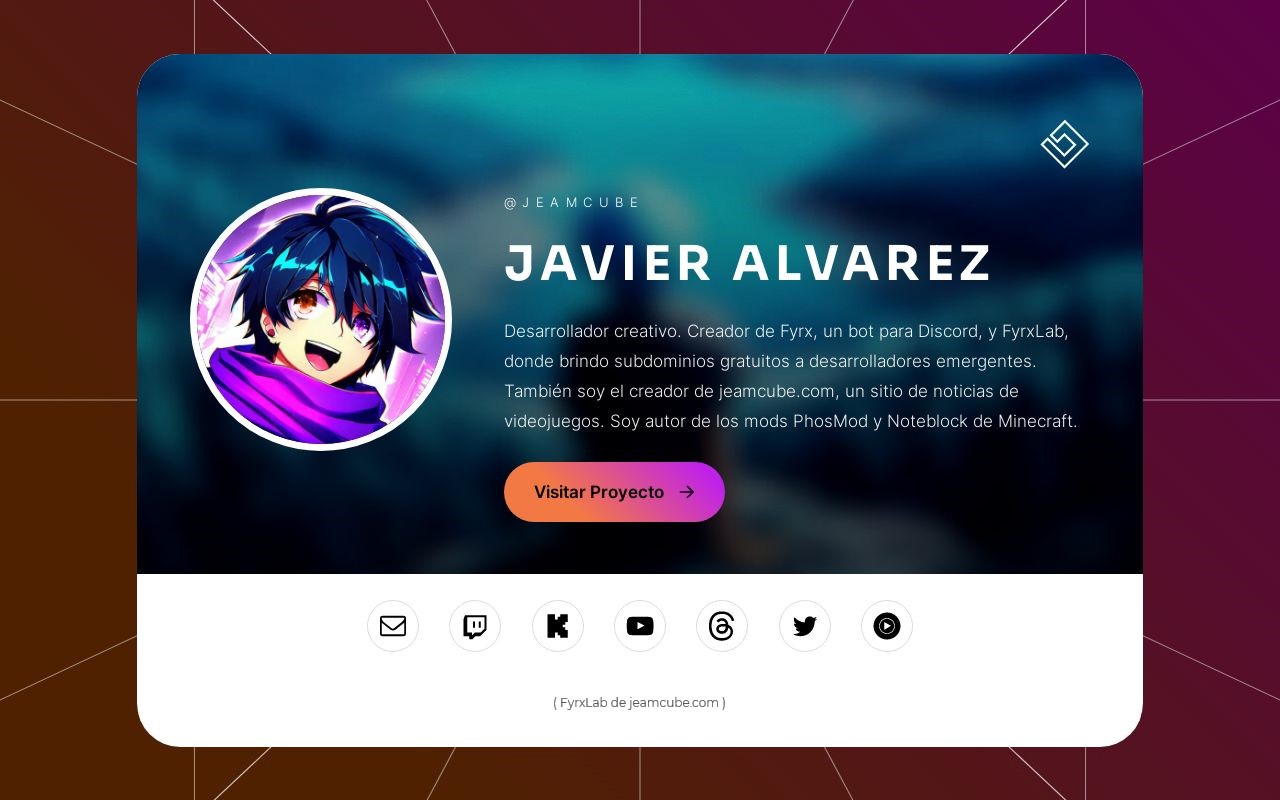 @JEAMCUBE
JAVIER ALVAREZ
Desarrollador creativo. Creador de Fyrx, un bot para Discord, y FyrxLab,
donde brindo subdominios gratuitos a desarrolladores emergentes.
También soy el creador de jeamcube.com, un sitio de noticias de
videojuegos. Soy autor de los mods PhosMod y Noteblock de Minecraft.
Visitar Proyecto
( FyrxLab de jeamcube.com )